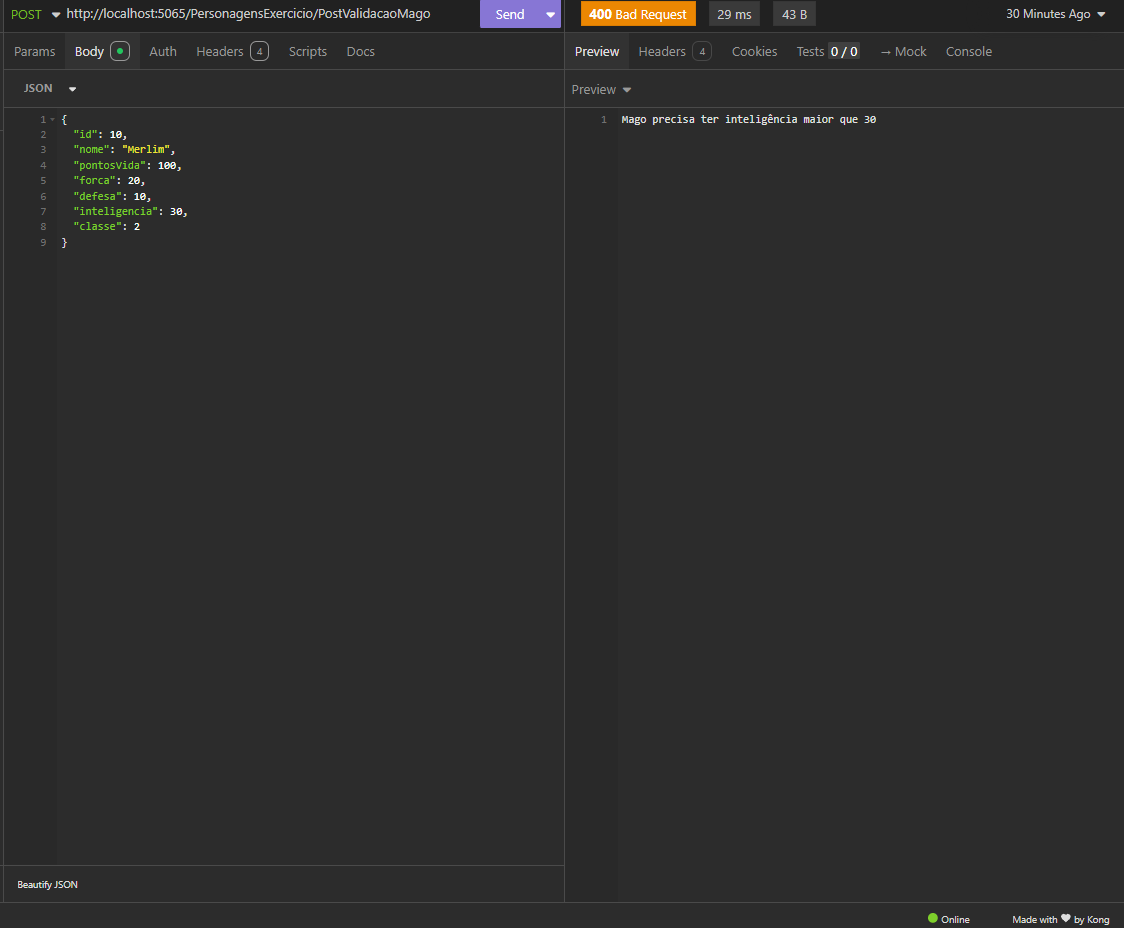 POST http://localhost:5065/PersonagensExercicio/PostValidacaoMago Send 400 Bad Request 29 ms 43 B 30 Minutes Ago
Params Body Auth Headers 4 Scripts Docs Preview Headers 4 Cookies Tests 0 / 0 → Mock Console
JSON Preview
1 {
2 "id": 10,
3 "nome": "Merlim",
4 "pontosVida": 100,
5 "forca": 20,
6 "defesa": 10,
7 "inteligencia": 30,
8 "classe": 2
9 }
1 Mago precisa ter inteligência maior que 30
Beautify JSON
Online Made with ❤ by Kong